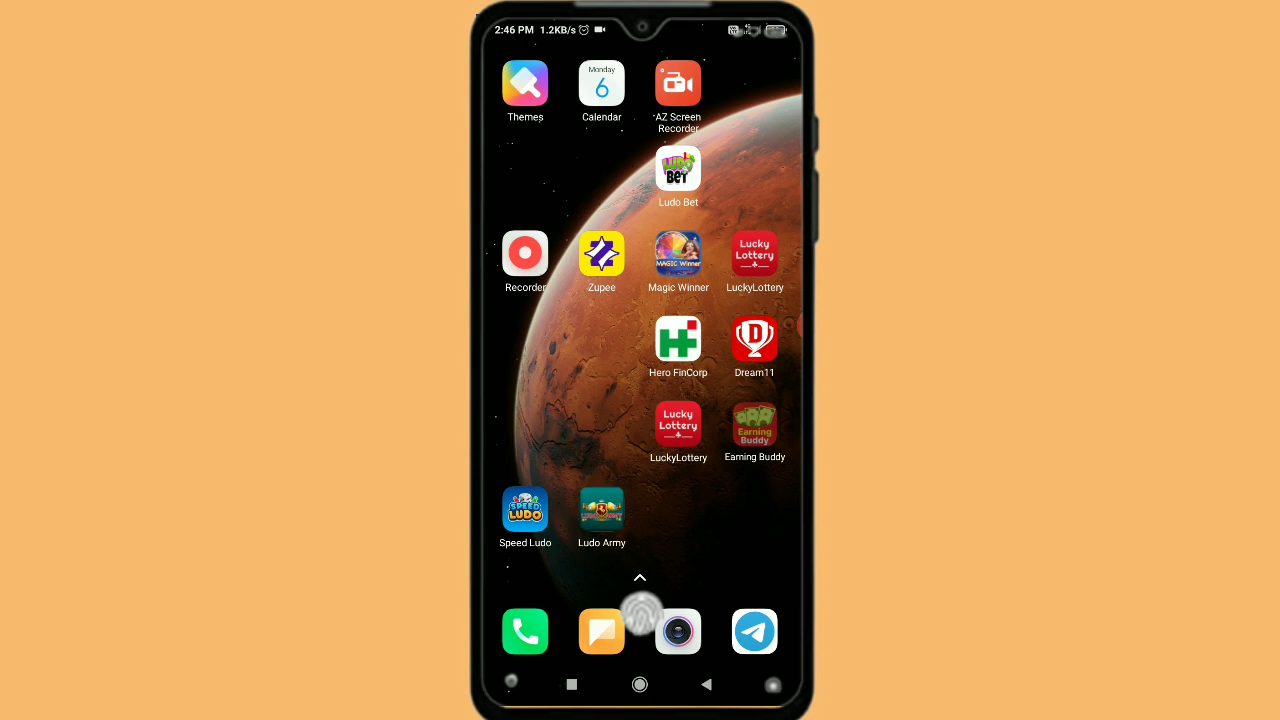 2:46 PM 1.2KB/s
Monday
6
Themes
Calendar
AZ Screen
Recorder
LUDO
BET
Ludo Bet
MAGIC Winner
Lucky
Lottery
Recorder
Zupee
Magic Winner
LuckyLottery
D
Hero FinCorp
Dream11
Lucky
Lottery
Earning
Buddy
LuckyLottery
Earning Buddy
SPEED
LUDO
Speed Ludo
Ludo Army